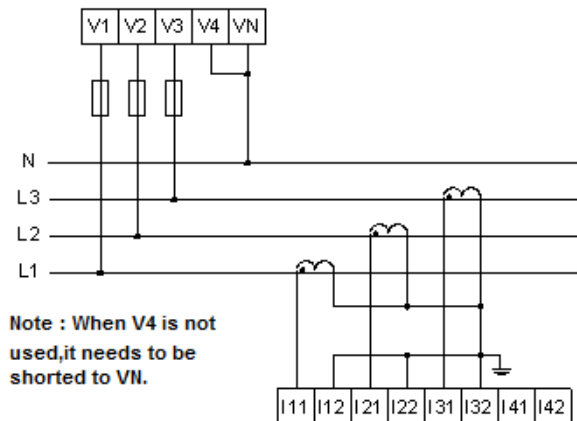 V1 V2 V3 V4 VN
N
L3
L2
L1
Note : When V4 is not
used,it needs to be
shorted to VN.
I11 I12 I21 I22 I31 I32 I41 I42